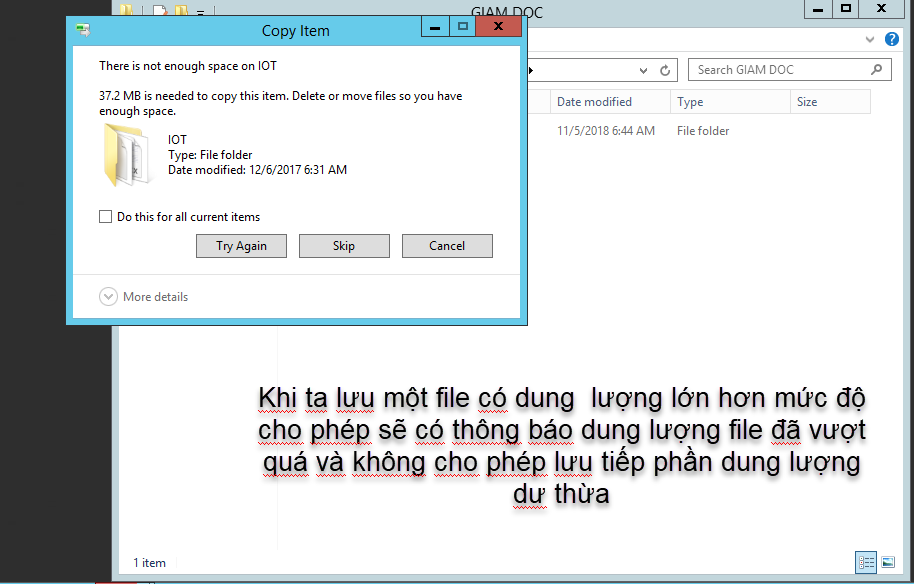 GIAM DOC
Copy Item
There is not enough space on IOT
37.2 MB is needed to copy this item. Delete or move files so you have
enough space.
IOT
Type: File folder
Date modified: 12/6/2017 6:31 AM
Do this for all current items
Try Again
Skip
Cancel
More details
Search GIAM DOC
Date modified
Type
Size
11/5/2018 6:44 AM
File folder
Khi ta lưu một file có dung lượng lớn hơn mức độ
cho phép sẽ có thông báo dung lượng file đã vượt
quá và không cho phép lưu tiếp phần dung lượng
dư thừa
1 item